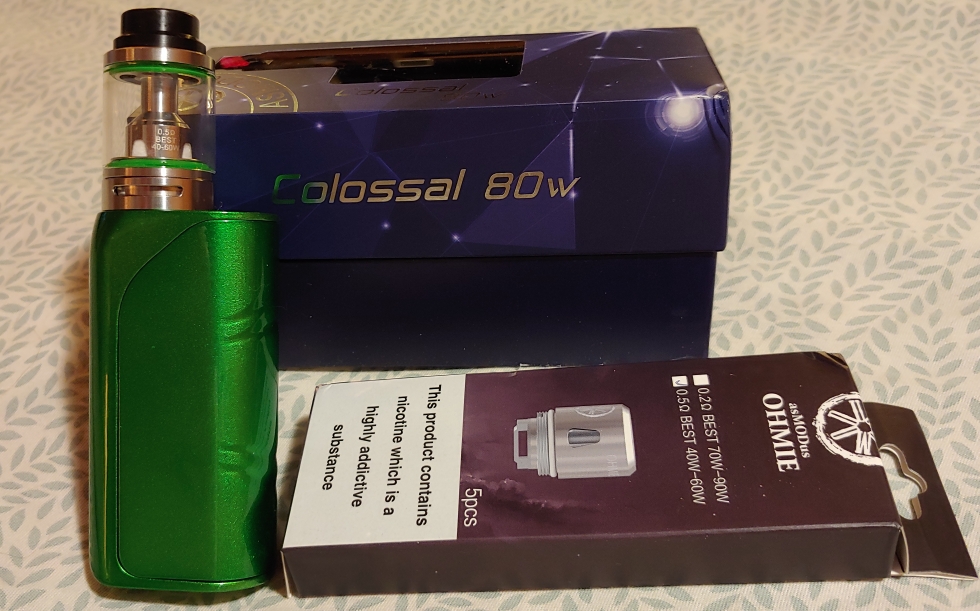 0.5Ω
BEST
40-60W
Colossal
Colossal 80w
asMODus
OHMIE
0.2Ω BEST 70W-90W
0.5Ω BEST 40W-60W
5pcs
This product contains
nicotine which is a
highly addictive
substance